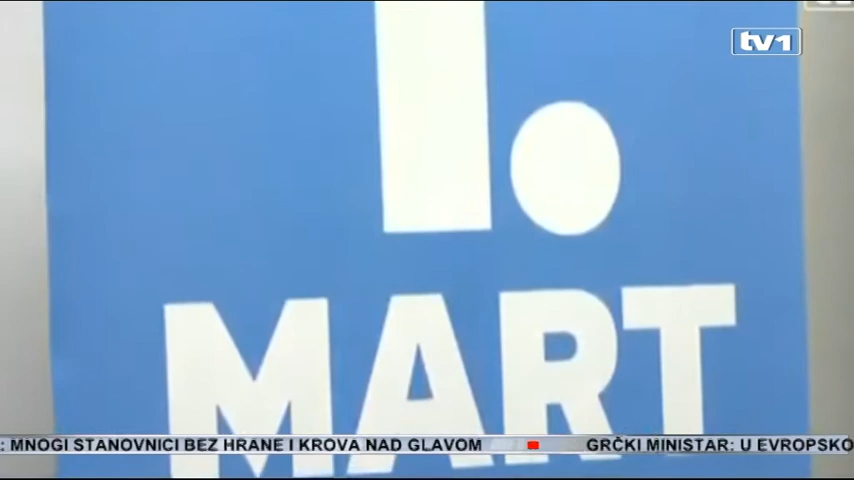 tv1
1.
MART
: MNOGI STANOVNICI BEZ HRANE I KROVA NAD GLAVOM GRČKI MINISTAR: U EVROPSKO